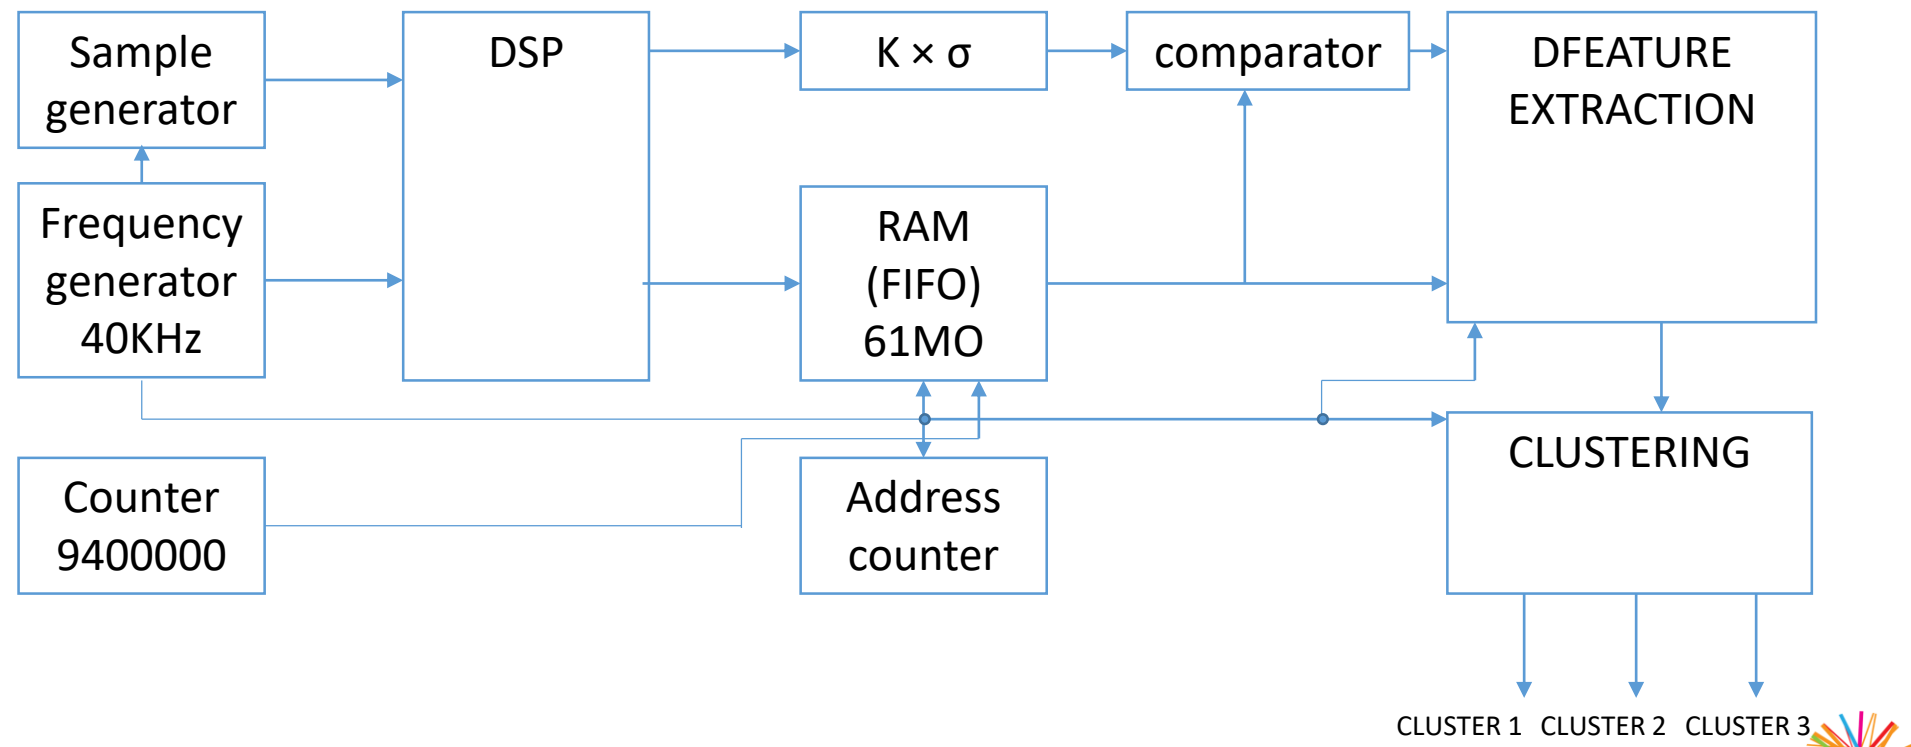 Sample
generator
DSP
K × σ
comparator
DFEATURE
EXTRACTION
Frequency
generator
40KHz
RAM
(FIFO)
61MO
Counter
9400000
Address
counter
CLUSTERING
CLUSTER 1
CLUSTER 2
CLUSTER 3